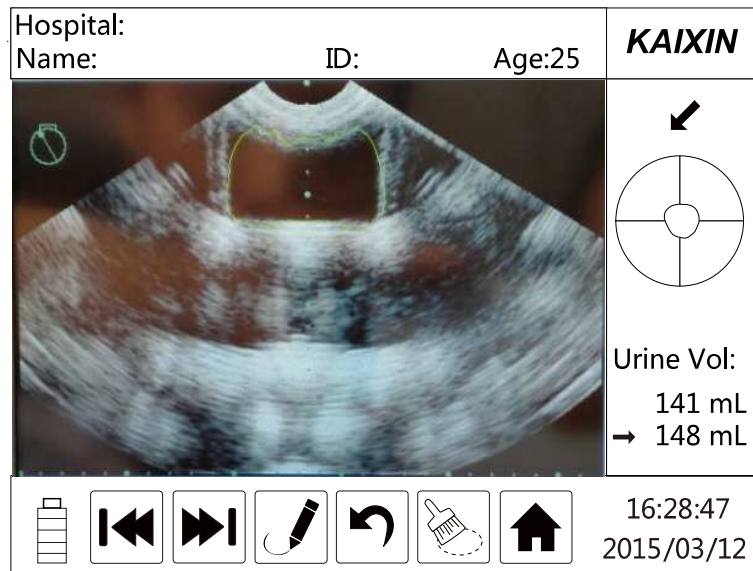 Hospital:
Name: ID: Age:25
KAIXIN
Urine Vol:
141 mL
→ 148 mL
16:28:47
2015/03/12